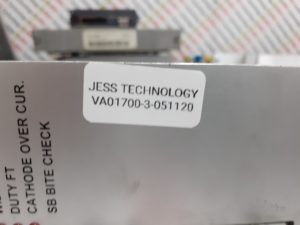 JESS TECHNOLOGY
VA01700-3-051120
DUTY FT
CATHODE OVER CUR.
SB BITE CHECK